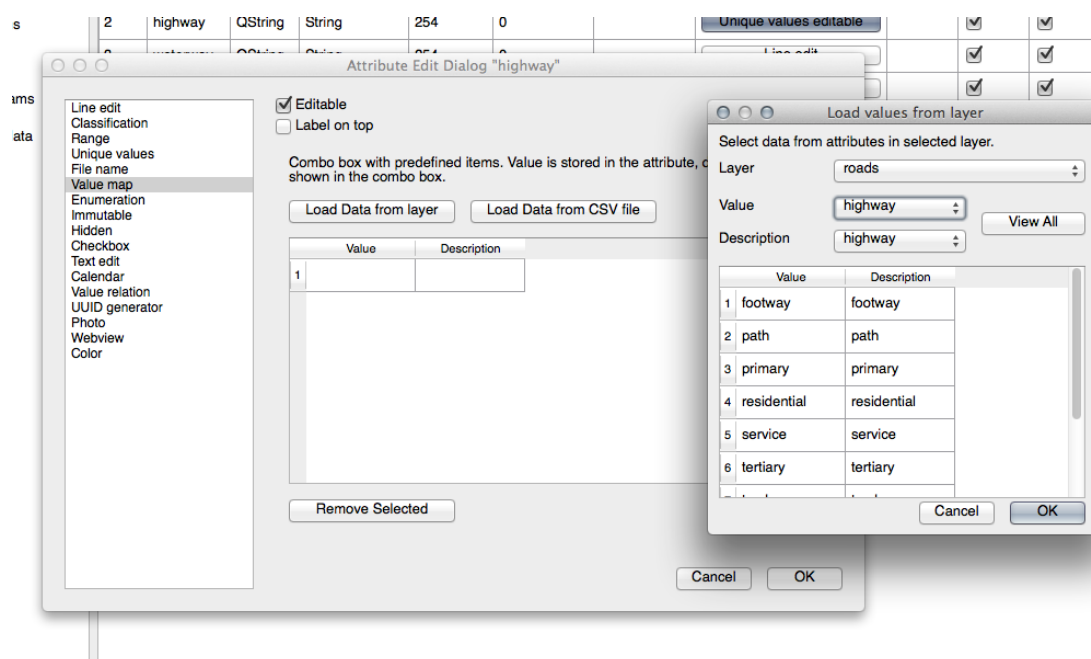 s
2 highway QString String 254 0 Unique values editable
QString String 254 0 Line edit
ams
ata
Attribute Edit Dialog "highway"
Line edit
Classification
Range
Unique values
File name
Value map
Enumeration
Immutable
Hidden
Checkbox
Text edit
Calendar
Value relation
UUID generator
Photo
Webview
Color
Editable
Label on top
Combo box with predefined items. Value is stored in the attribute,
shown in the combo box.
Load Data from layer Load Data from CSV file
Value Description
1
Remove Selected
Cancel OK
Load values from layer
Select data from attributes in selected layer.
Layer roads
Value highway
View All
Description highway
Value Description
1 footway footway
2 path path
3 primary primary
4 residential residential
5 service service
6 tertiary tertiary
Cancel OK